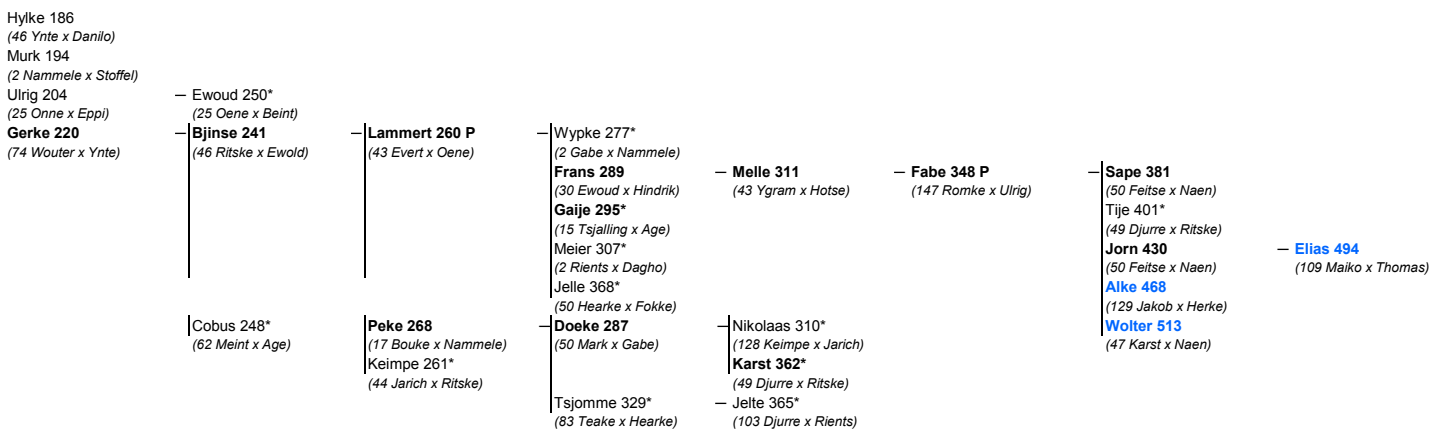 Hylke 186
(46 Ynte x Danilo)
Murk 194
(2 Nammele x Stoffel)
Ulrig 204 – Ewoud 250*
(25 Onne x Eppi) (25 Oene x Beint)
Gerke 220 – Bjinse 241 – Lammert 260 P – Wypke 277*
(74 Wouter x Ynte) (46 Ritske x Ewold) (43 Evert x Oene) (2 Gabe x Nammele)
Frans 289 – Melle 311 – Fabe 348 P – Sape 381
(30 Ewoud x Hindrik) (43 Ygram x Hotse) (147 Romke x Ulrig) (50 Feitse x Naen)
Gaije 295* Tije 401*
(15 Tsjalling x Age) (49 Djurre x Ritske)
Meier 307* Jorn 430 – Elias 494
(2 Rients x Dagho) (50 Feitse x Naen) (109 Maiko x Thomas)
Jelle 368* Alke 468
(50 Hearke x Fokke) (129 Jakob x Herke)
Cobus 248* Peke 268 – Doeke 287 – Nikolaas 310* Wolter 513
(62 Meint x Age) (17 Bouke x Nammele) (50 Mark x Gabe) (128 Keimpe x Jarich) (47 Karst x Naen)
Keimpe 261* Karst 362*
(44 Jarich x Ritske) (49 Djurre x Ritske)
Tsjomme 329* – Jelte 365*
(83 Teake x Hearke) (103 Djurre x Rients)